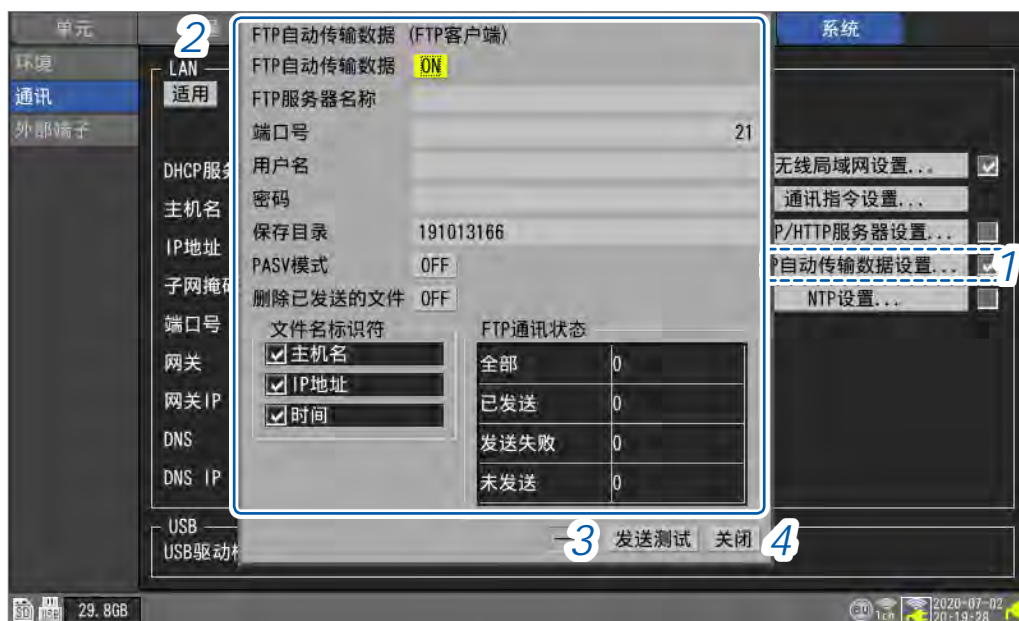 单元
系统
环境
通讯
外部端子
2
LAN
适用
DHCP服务
主机名
IP地址
子网掩码
端口号
网关
网关IP
DNS
DNS IP
USB
USB驱动
FTP自动传输数据 (FTP客户端)
FTP自动传输数据 ON
FTP服务器名称
端口号 21
用户名
密码
保存目录 191013166
PASV模式 OFF
删除已发送的文件 OFF
文件名标识符
主机名
IP地址
时间
FTP通讯状态
全部 0
已发送 0
发送失败 0
未发送 0
3 发送测试 关闭 4
无线局域网设置...
通讯指令设置...
P/HTTP服务器设置...
P自动传输数据设置... 1
NTP设置...
SD USB 29.8GB
1ch
2020-07-02
20:19:28